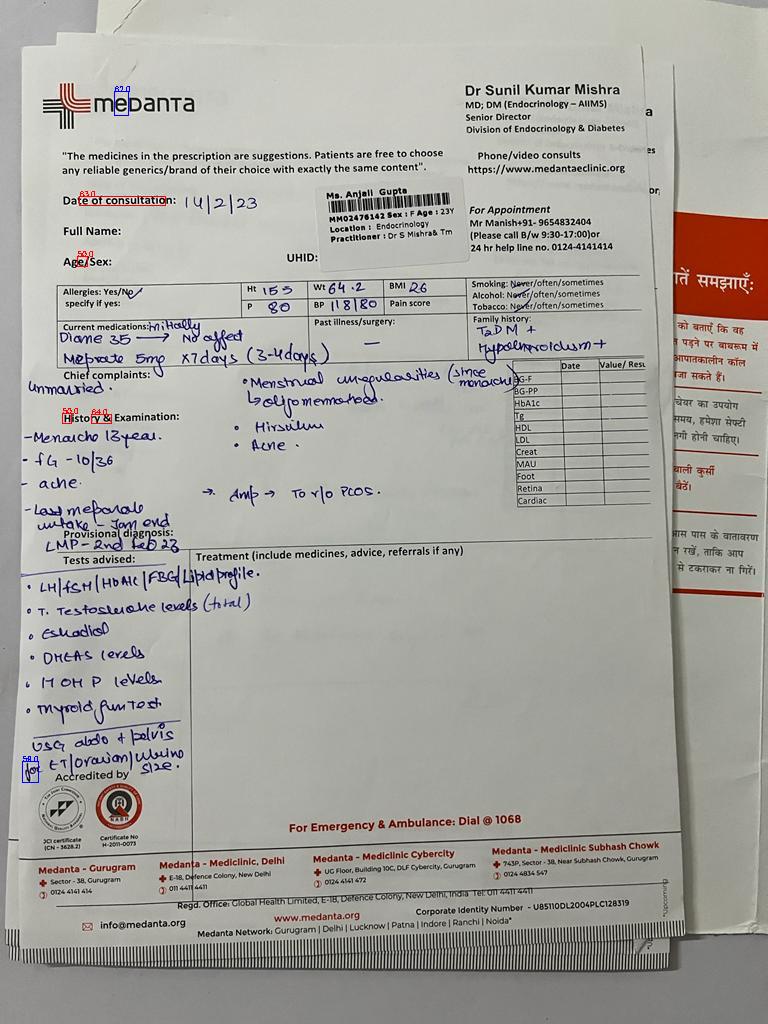 medanta
Dr Sunil Kumar Mishra
MD; DM (Endocrinology – AIIMS)
Senior Director
Division of Endocrinology & Diabetes
"The medicines in the prescription are suggestions. Patients are free to choose
any reliable generics/brand of their choice with exactly the same content".
Phone/video consults
https://www.medantaeclinic.org
Date of consultation: 14/2/23
Ms. Anjali Gupta
MM02476142 Sex : F Age : 23Y
Location : Endocrinology
Practitioner : Dr S Mishra& Tm
For Appointment
Mr Manish+91- 9654832404
(Please call B/w 9:30-17:00)or
24 hr help line no. 0124-4141414
Full Name:
Age/Sex:
UHID:
Allergies: Yes/No
specify if yes:
Ht 155 Wt 64.2 BMI 26
P 80 BP 118/80 Pain score
Smoking: Never/often/sometimes
Alcohol: Never/often/sometimes
Tobacco: Never/often/sometimes
Current medications: Initially
Diane 35 → No affect
Meprate 5mg x7days (3-4days)
Past illness/surgery:
—
Family history:
T2DM +
Hypothyroidism +
Chief complaints:
Unmarried.
• Menstrual irregularities (since menarche)
↳ oligomenorrhoea.
• Hirsutism
• Acne.
Date Value/ Resu
BG-F
BG-PP
HbA1c
Tg
HDL
LDL
Creat
MAU
Foot
Retina
Cardiac
History & Examination:
- Menarche 13year.
- fG - 10/36
- acne.
→ Amp → To r/o PCOS.
- Last meprate
intake - Jan end
Provisional diagnosis:
LMP - 2nd Feb 23
Tests advised:
Treatment (include medicines, advice, referrals if any)
• LH/FSH/HbA1c/FBG/Lipid profile.
• T. Testosterone levels (total)
• Estradiol
• DHEAS levels
• 17 OH P levels.
• Thyroid fun Test
USG abdo + pelvis
for ET/ovarian/uterine
size.
Accredited by
JCI certificate
(CN - 3628.2)
Certificate No
H-2011-0073
For Emergency & Ambulance: Dial @ 1068
Medanta - Gurugram
Sector - 38, Gurugram
0124 4141 414
Medanta - Mediclinic, Delhi
E-18, Defence Colony, New Delhi
011 4411 4411
Medanta - Mediclinic Cybercity
UG Floor, Building 10C, DLF Cybercity, Gurugram
0124 4141 472
Medanta - Mediclinic Subhash Chowk
743P, Sector - 38, Near Subhash Chowk, Gurugram
0124 4834 547
Regd. Office: Global Health Limited, E-18, Defence Colony, New Delhi, India Tel: 011 4411 4411
info@medanta.org
www.medanta.org
Corporate Identity Number - U85110DL2004PLC128319
Medanta Network: Gurugram | Delhi | Lucknow | Patna | Indore | Ranchi | Noida*
*Upcoming
तें समझाएँ:
को बताएँ कि वह
पड़ने पर बाथरूम में
आपातकालीन कॉल
जा सकते हैं।
चेयर का उपयोग
समय, हमेशा सेफ्टी
नगी होनी चाहिए।
वाली कुर्सी
बैठें।
आस पास के वातावरण
न रखें, ताकि आप
से टकराकर ना गिरें।